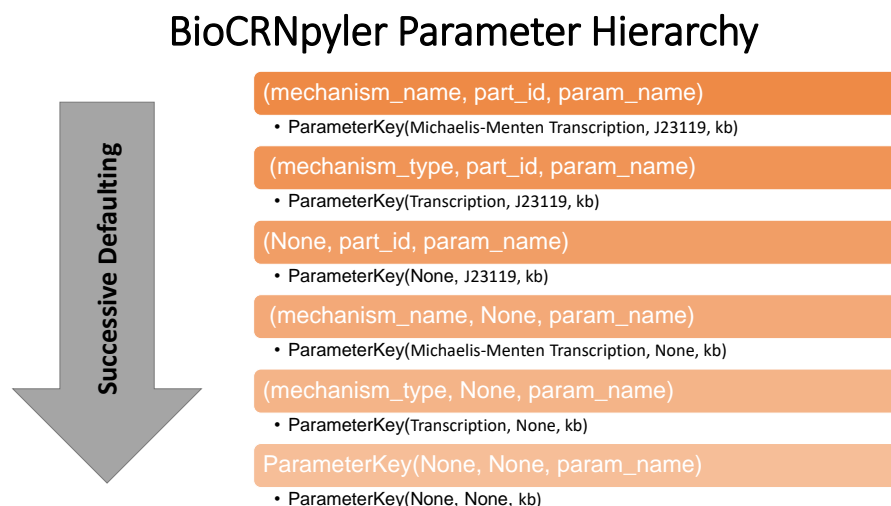 BioCRNpyler Parameter Hierarchy
Successive Defaulting
(mechanism_name, part_id, param_name)
• ParameterKey(Michaelis-Menten Transcription, J23119, kb)
(mechanism_type, part_id, param_name)
• ParameterKey(Transcription, J23119, kb)
(None, part_id, param_name)
• ParameterKey(None, J23119, kb)
(mechanism_name, None, param_name)
• ParameterKey(Michaelis-Menten Transcription, None, kb)
(mechanism_type, None, param_name)
• ParameterKey(Transcription, None, kb)
ParameterKey(None, None, param_name)
• ParameterKey(None, None, kb)